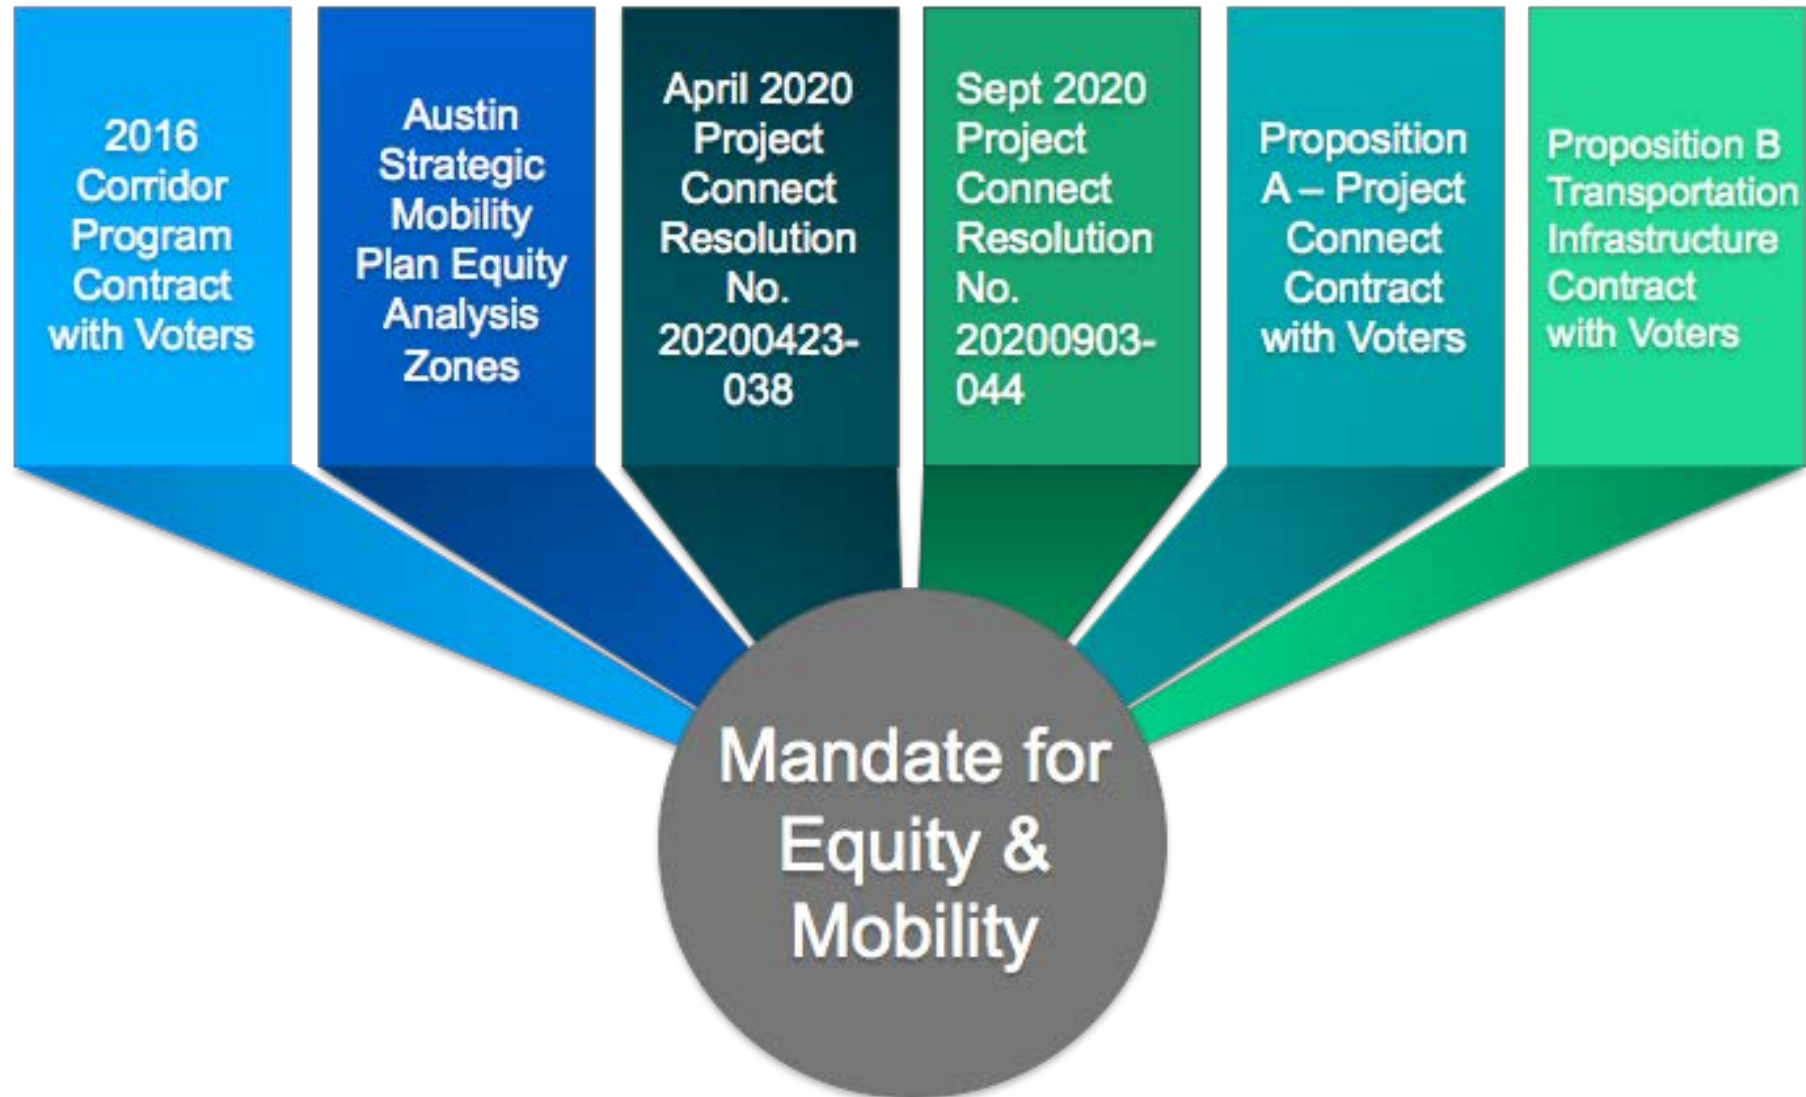 2016
Corridor
Program
Contract
with Voters
Austin
Strategic
Mobility
Plan Equity
Analysis
Zones
April 2020
Project
Connect
Resolution
No.
20200423-
038
Sept 2020
Project
Connect
Resolution
No.
20200903-
044
Proposition
A – Project
Connect
Contract
with Voters
Proposition B
Transportation
Infrastructure
Contract
with Voters
Mandate for
Equity &
Mobility